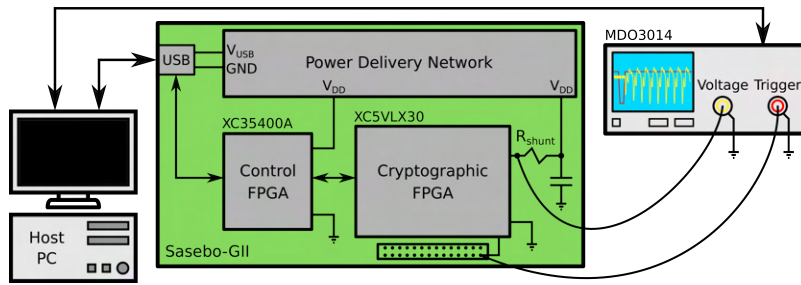 MDO3014
USB
VUSB
GND
Power Delivery Network
VDD
VDD
Voltage
Trigger
XC35400A
XC5VLX30
Rshunt
Control
FPGA
Cryptographic
FPGA
Host
PC
Sasebo-GII